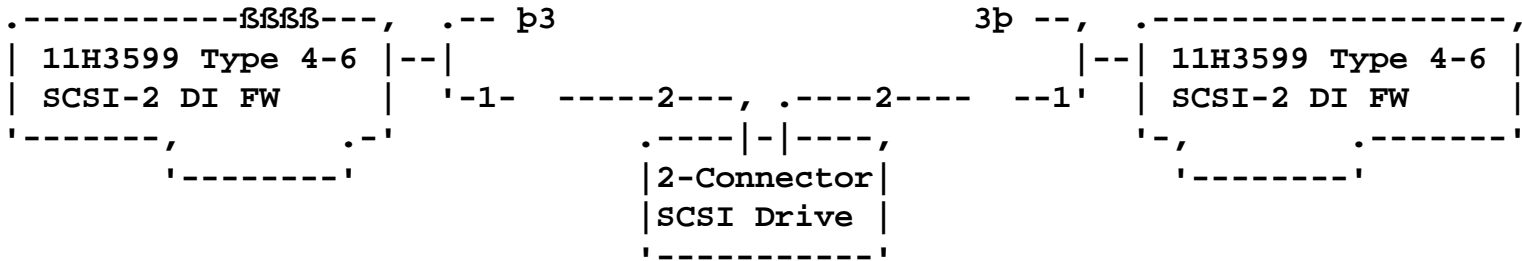 .------------ßßßß---,  .-- þ3                     3þ --,  .------------------,
| 11H3599 Type 4-6 |--|                               |--| 11H3599 Type 4-6 |
| SCSI-2 DI FW     |  '-1-  -----2---, .----2----  --1'  | SCSI-2 DI FW     |
'-------,        .-'            .----|-|----,            '-,        .-------'
        '--------'              |2-Connector|              '--------'
                                |SCSI Drive |
                                '-----------'